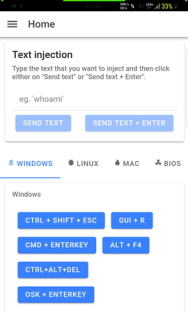 33%
Home
Text injection
Type the text that you want to inject and then click
either on "Send text" or "Send text + Enter".
eg. 'whoami'
SEND TEXT SEND TEXT + ENTER
WINDOWS LINUX MAC BIOS
Windows
CTRL + SHIFT + ESC GUI + R
CMD + ENTERKEY ALT + F4
CTRL+ALT+DEL
OSK + ENTERKEY